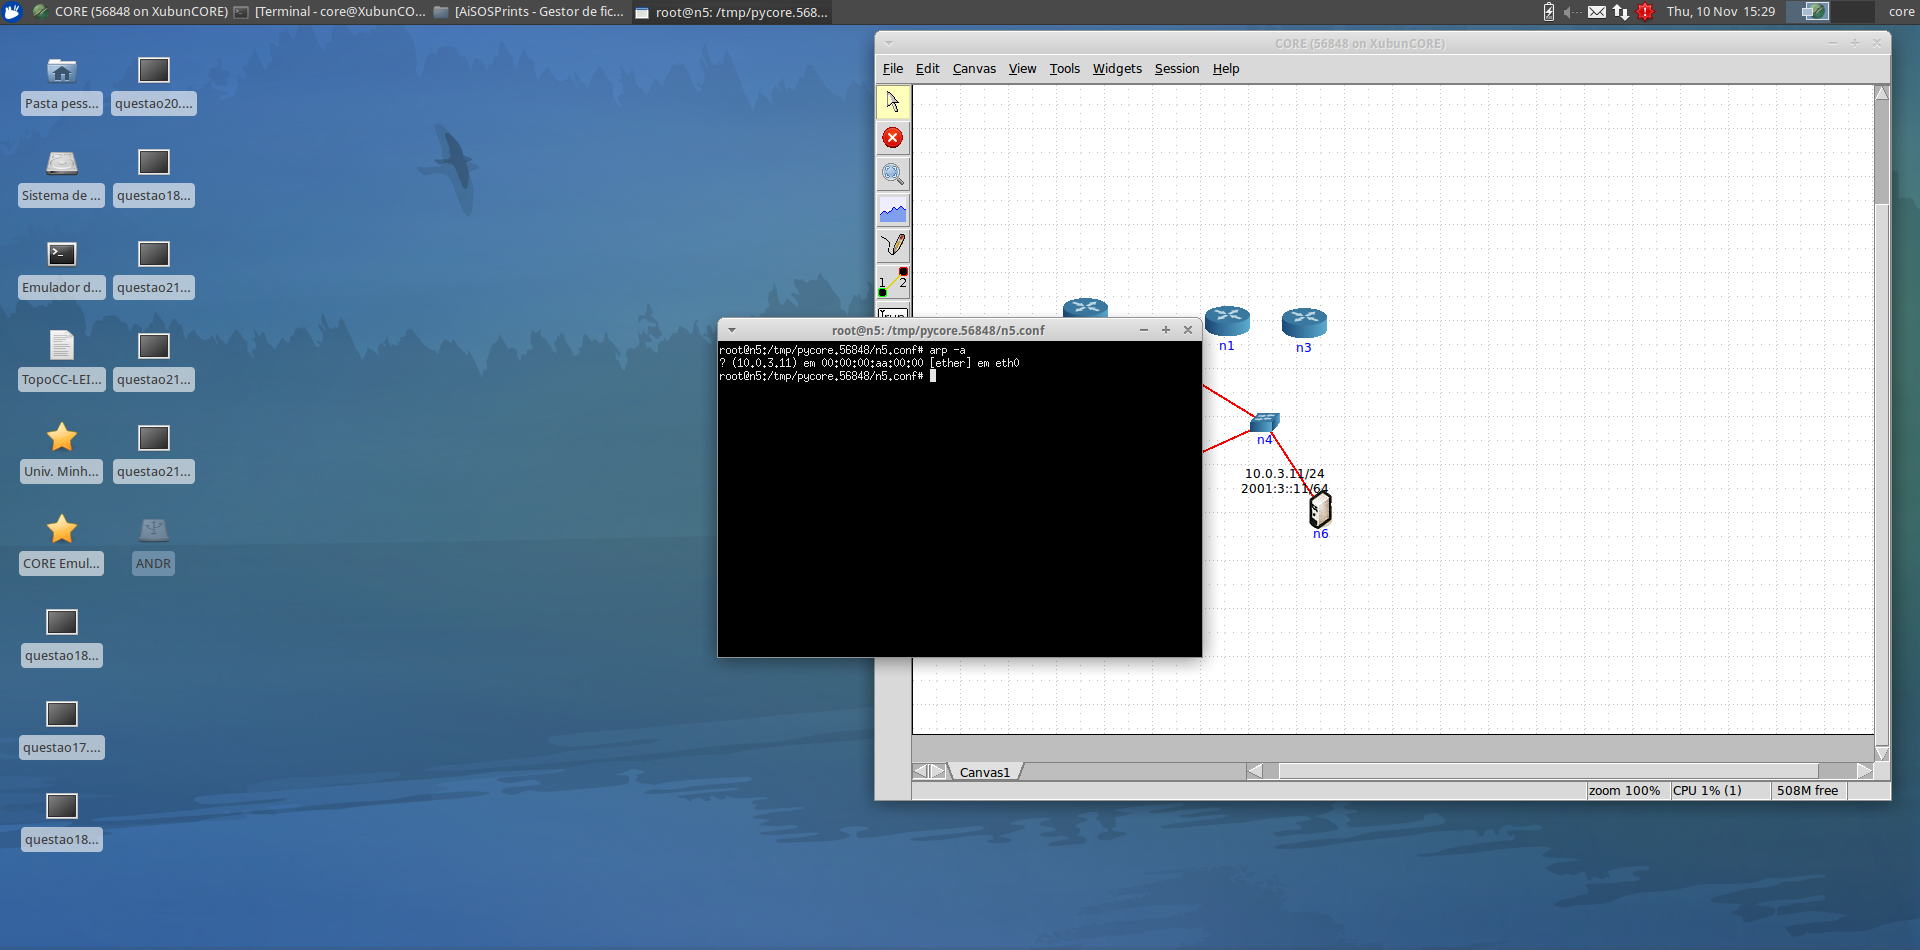 CORE (56848 on XubunCORE)
[Terminal - core@XubunCO...
[AiSOSPrints - Gestor de fic...
root@n5: /tmp/pycore.568...
Thu, 10 Nov 15:29
core
Pasta pess...
questao20....
Sistema de ...
questao18...
Emulador d...
questao21...
TopoCC-LEI...
questao21...
Univ. Minh...
questao21...
CORE Emul...
ANDR
questao18...
questao17....
questao18...
CORE (56848 on XubunCORE)
File Edit Canvas View Tools Widgets Session Help
1 2
n1
n3
n4
10.0.3.11/24
2001:3::11/64
n6
root@n5: /tmp/pycore.56848/n5.conf
root@n5:/tmp/pycore.56848/n5.conf# arp -a
? (10.0.3.11) em 00:00:00:aa:00:00 [ether] em eth0
root@n5:/tmp/pycore.56848/n5.conf#
Canvas1
zoom 100%
CPU 1% (1)
508M free